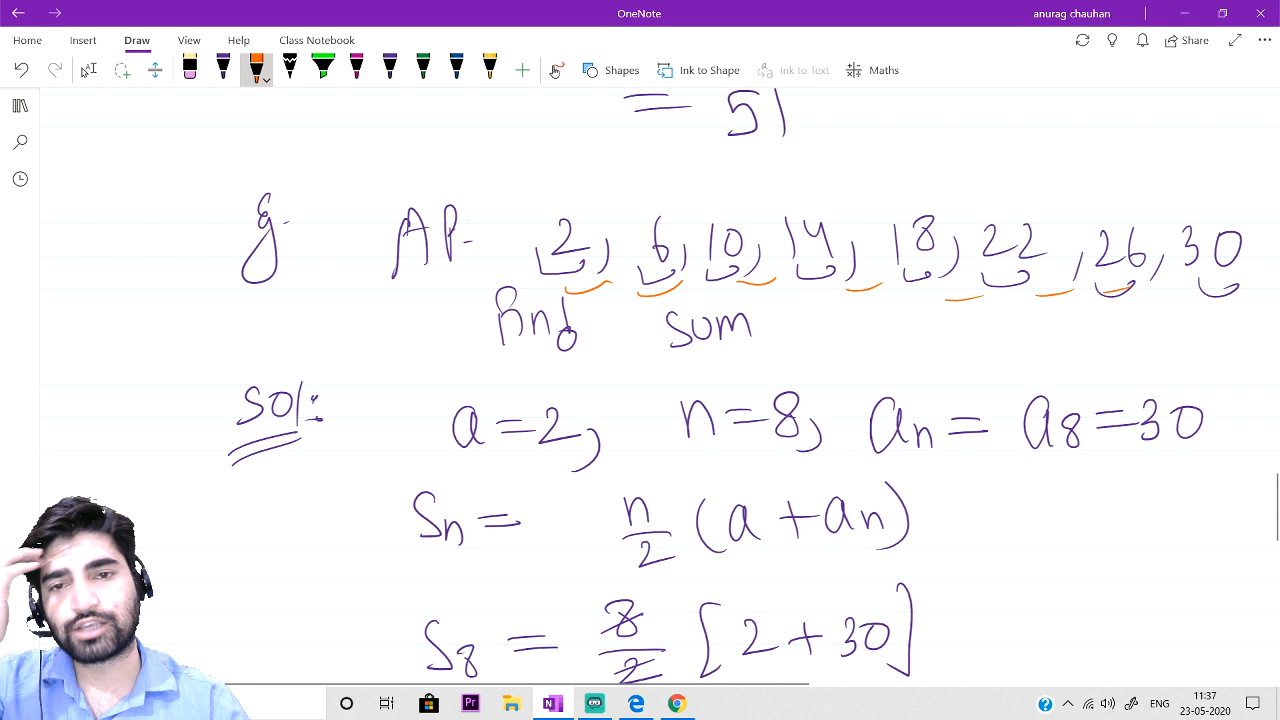 OneNote
anurag chauhan
Home Insert Draw View Help Class Notebook
Share
Shapes Ink to Shape Ink to Text Maths
= 51
AP- 2, 6, 10, 14, 18, 22, 26, 30
Find sum
Sol:
a=2, n=8, an = a8=30
Sn = n/2 (a + an)
S8 = 8/2 [2+30]
Pr
N
ENG
11:37
23-05-2020